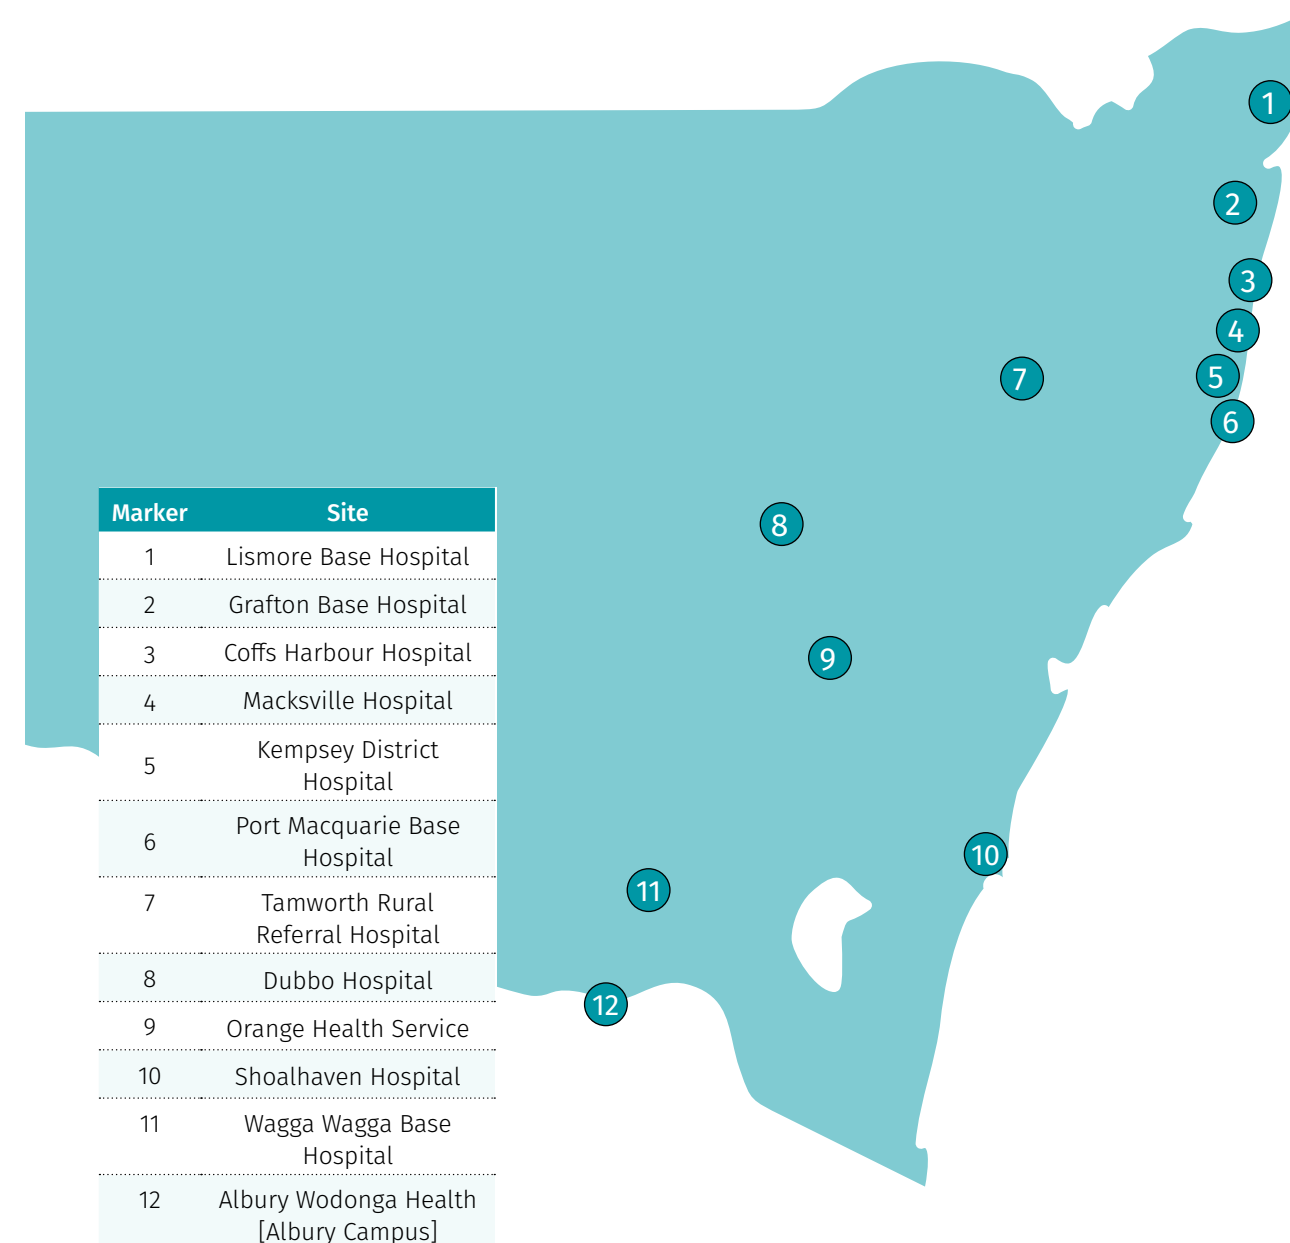 1
2
3
4
5
6
7
8
9
10
11
12
Marker Site
1 Lismore Base Hospital
2 Grafton Base Hospital
3 Coffs Harbour Hospital
4 Macksville Hospital
5 Kempsey District
Hospital
6 Port Macquarie Base
Hospital
7 Tamworth Rural
Referral Hospital
8 Dubbo Hospital
9 Orange Health Service
10 Shoalhaven Hospital
11 Wagga Wagga Base
Hospital
12 Albury Wodonga Health
[Albury Campus]